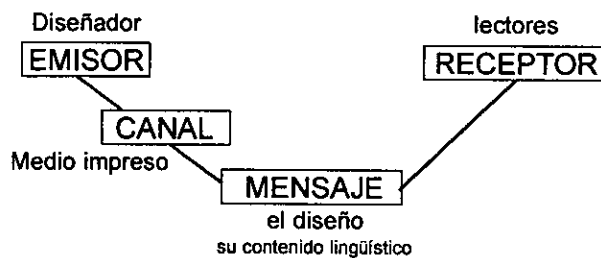 Diseñador
EMISOR
lectores
RECEPTOR
CANAL
Medio impreso
MENSAJE
el diseño
su contenido lingüístico